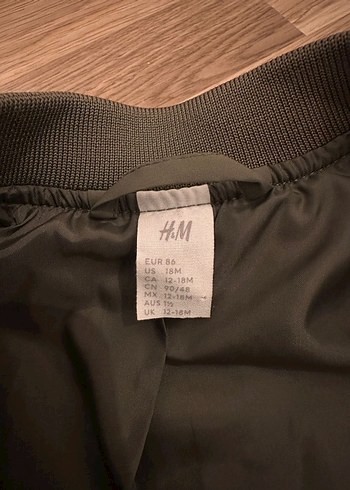 H&M
EUR 86
US 18M
CA 12-18M
CN 90/48
MX 12-18M
AUS 1½
UK 12-18M